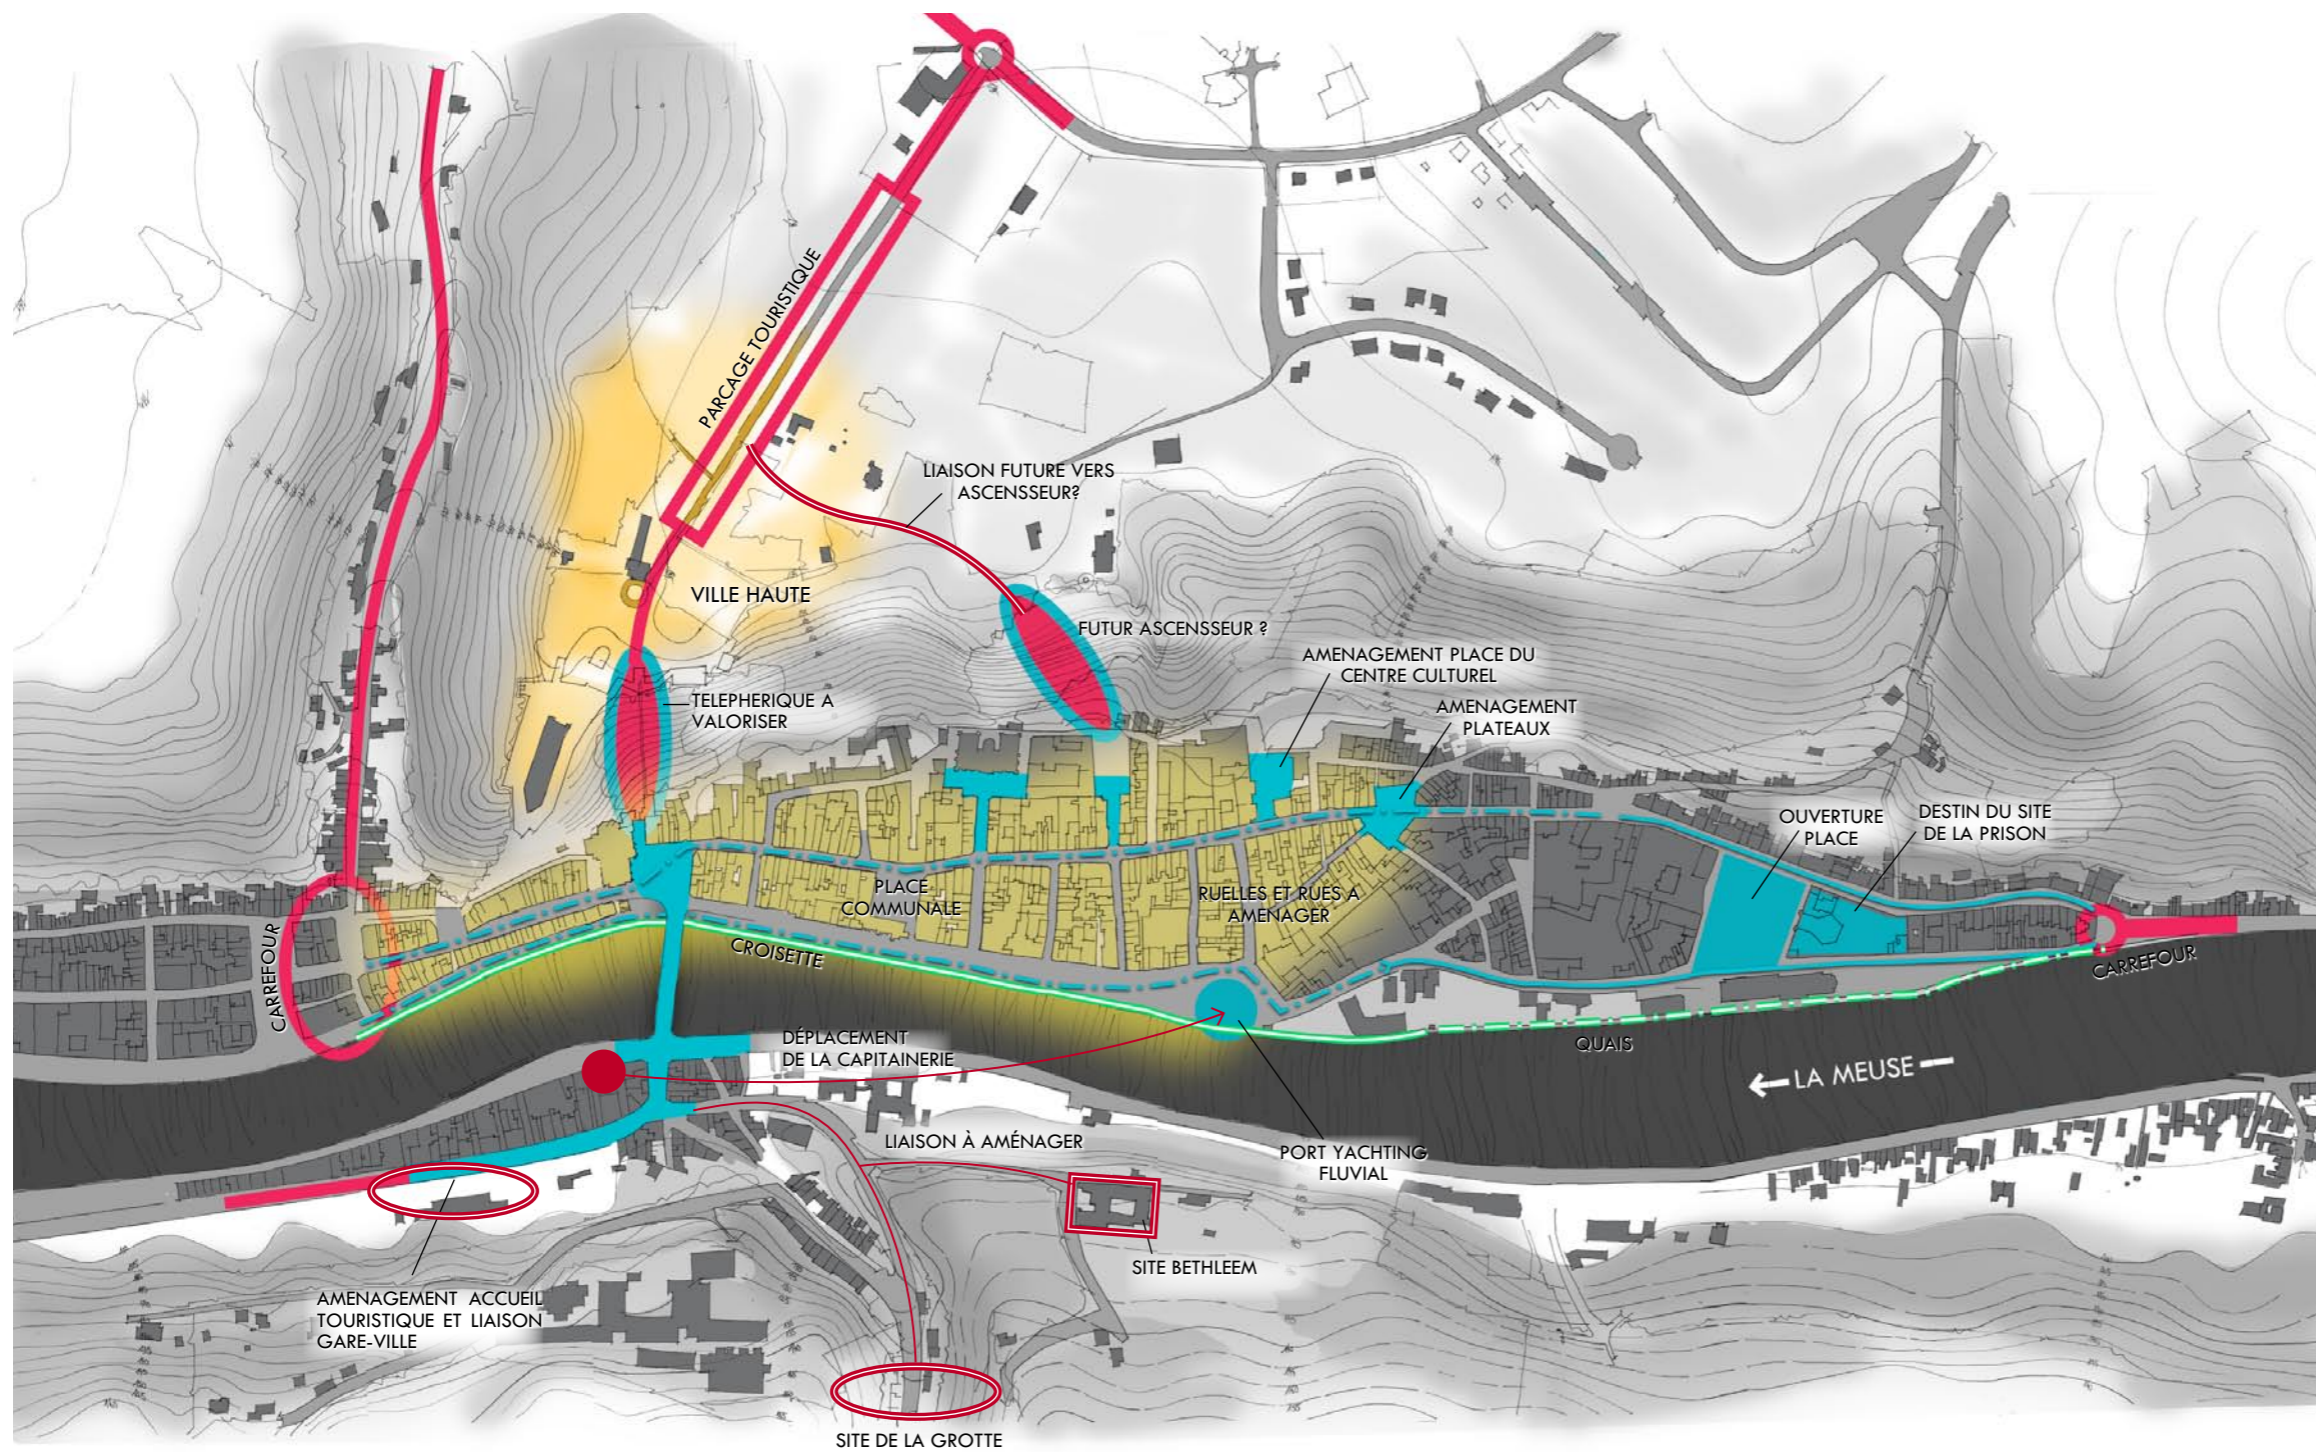 PARCAGE TOURISTIQUE
LIAISON FUTURE VERS
ASCENSSEUR?
VILLE HAUTE
FUTUR ASCENSSEUR ?
AMENAGEMENT PLACE DU
CENTRE CULTUREL
TELEPHERIQUE A
VALORISER
AMENAGEMENT
PLATEAUX
OUVERTURE
PLACE
DESTIN DU SITE
DE LA PRISON
PLACE
COMMUNALE
RUELLES ET RUES A
AMENAGER
CARREFOUR
CROISETTE
CARREFOUR
DÉPLACEMENT
DE LA CAPITAINERIE
QUAIS
LA MEUSE
LIAISON À AMÉNAGER
PORT YACHTING
FLUVIAL
SITE BETHLEEM
AMENAGEMENT ACCUEIL
TOURISTIQUE ET LIAISON
GARE-VILLE
SITE DE LA GROTTE